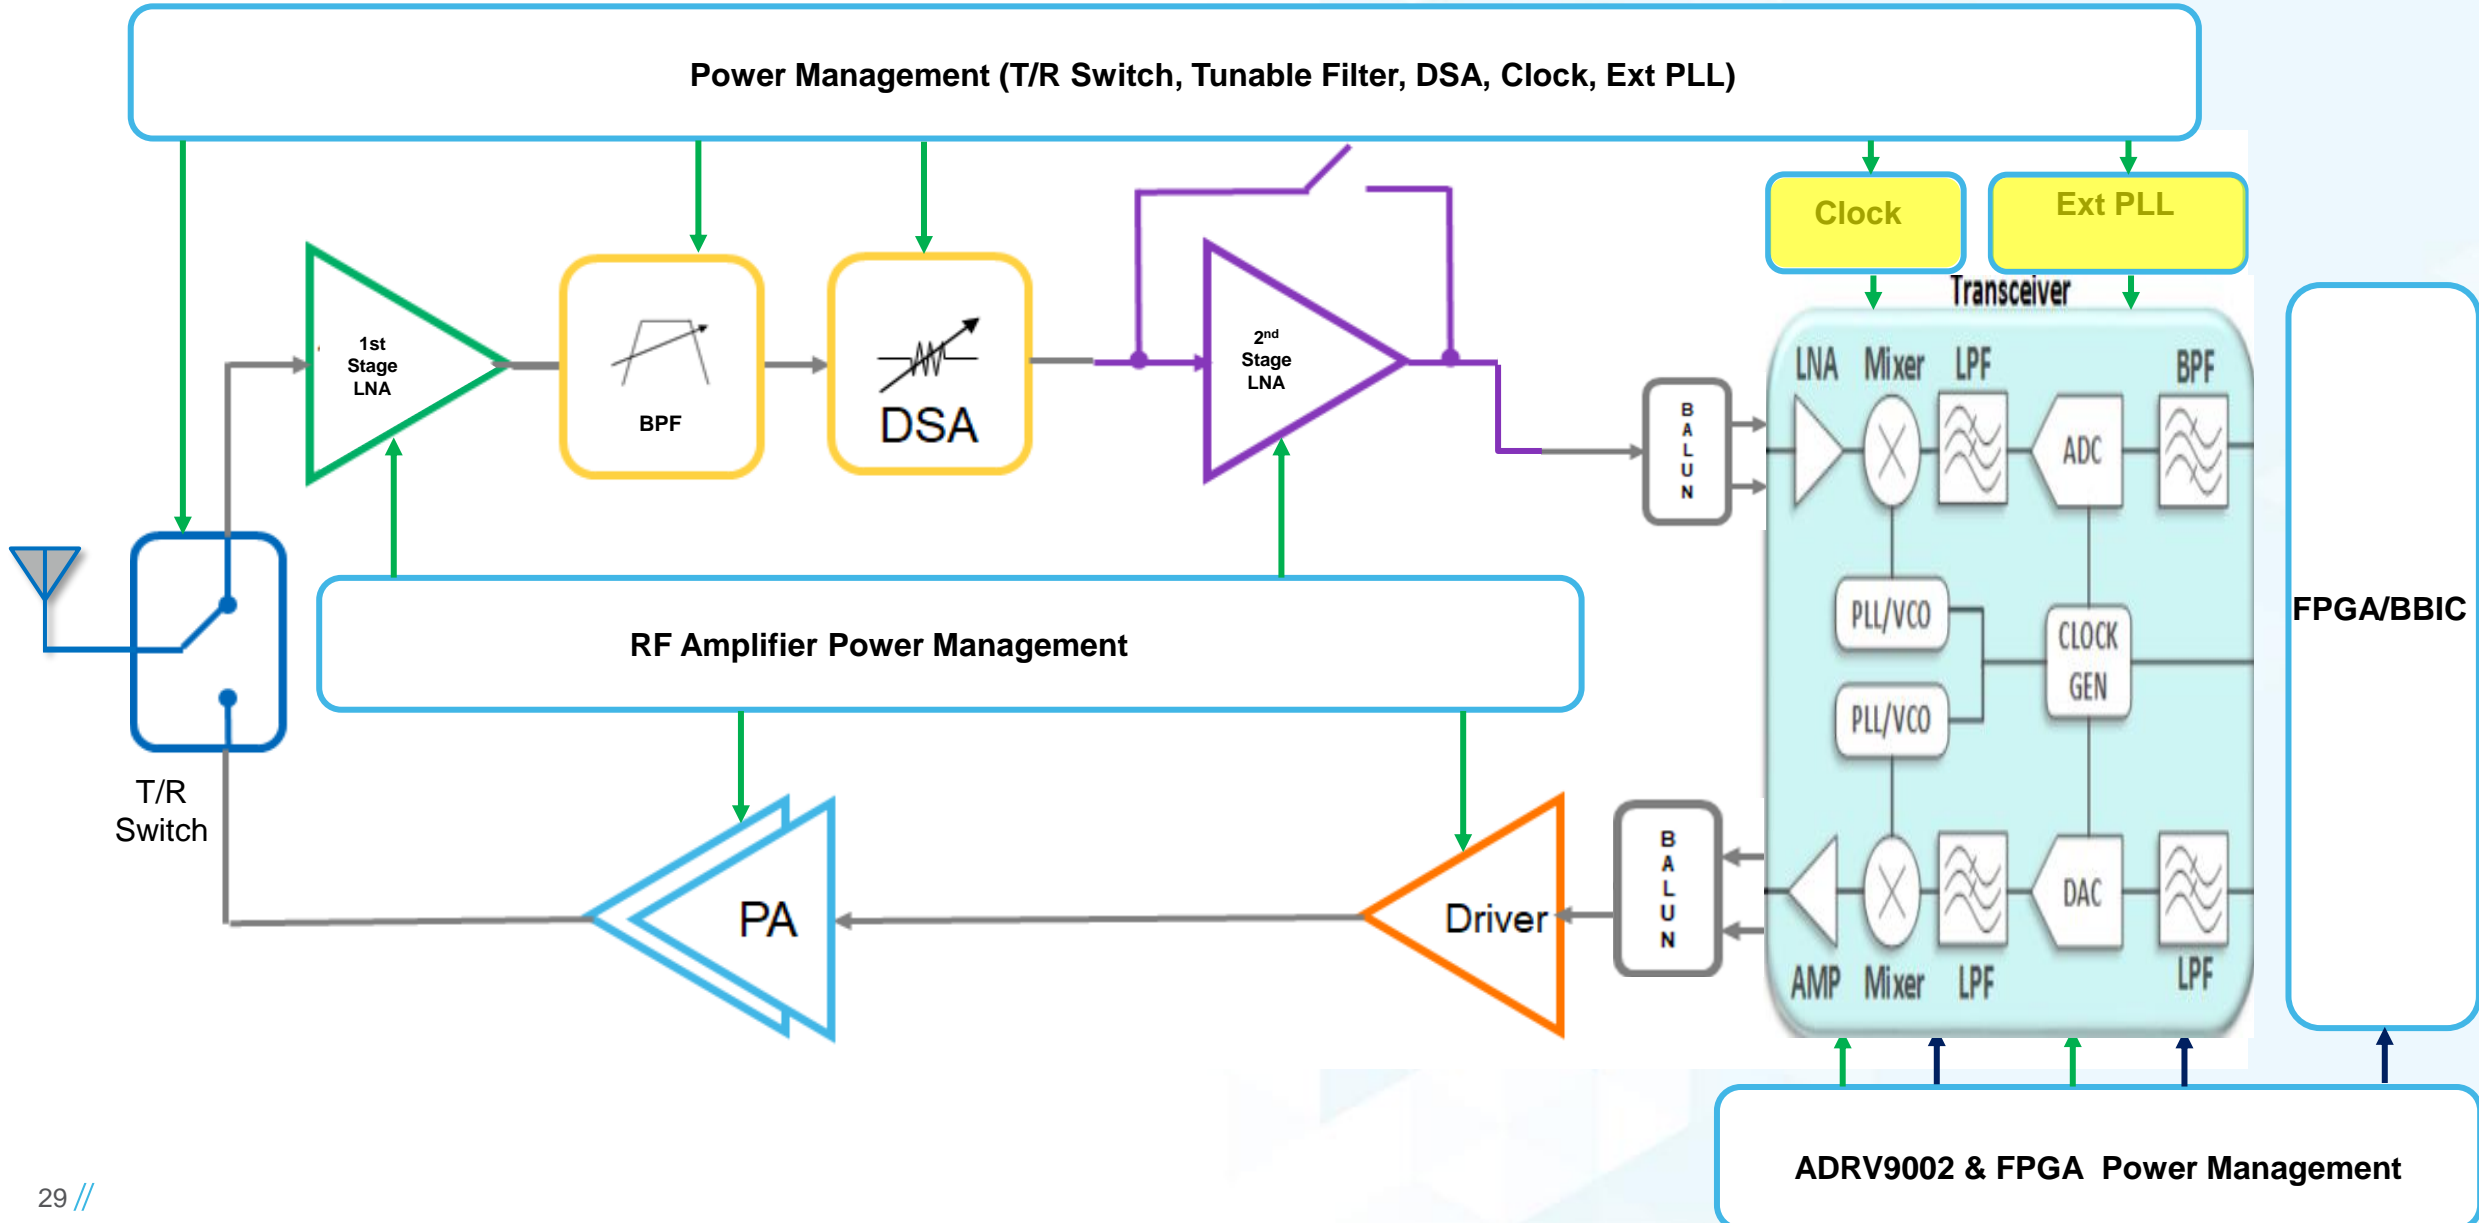 Power Management (T/R Switch, Tunable Filter, DSA, Clock, Ext PLL)
Clock
Ext PLL
Transceiver
1st
Stage
LNA
BPF
DSA
2nd
Stage
LNA
B
A
L
U
N
LNA
Mixer
LPF
BPF
ADC
PLL/VCO
CLOCK
GEN
PLL/VCO
FPGA/BBIC
RF Amplifier Power Management
T/R
Switch
PA
Driver
B
A
L
U
N
DAC
AMP
Mixer
LPF
LPF
ADRV9002 & FPGA  Power Management
29 //